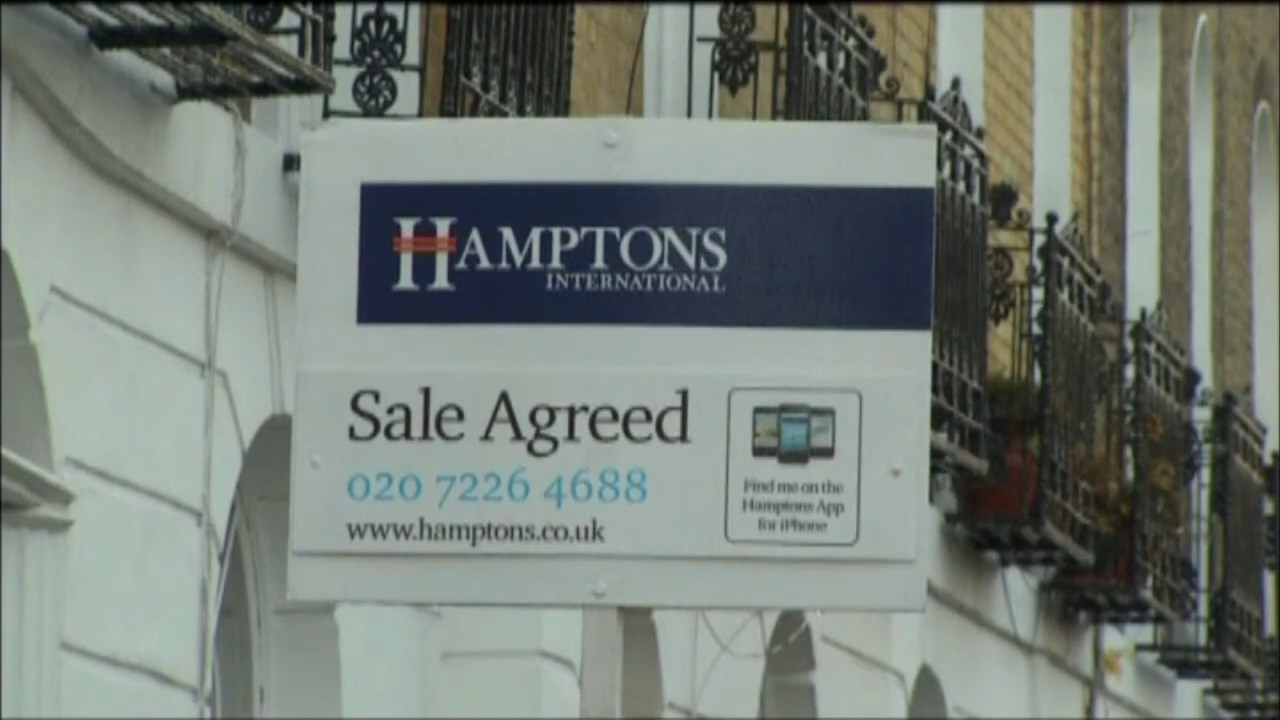 HAMPTONS
INTERNATIONAL
Sale Agreed
020 7226 4688
www.hamptons.co.uk
Find me on the
Hamptons App
for iPhone